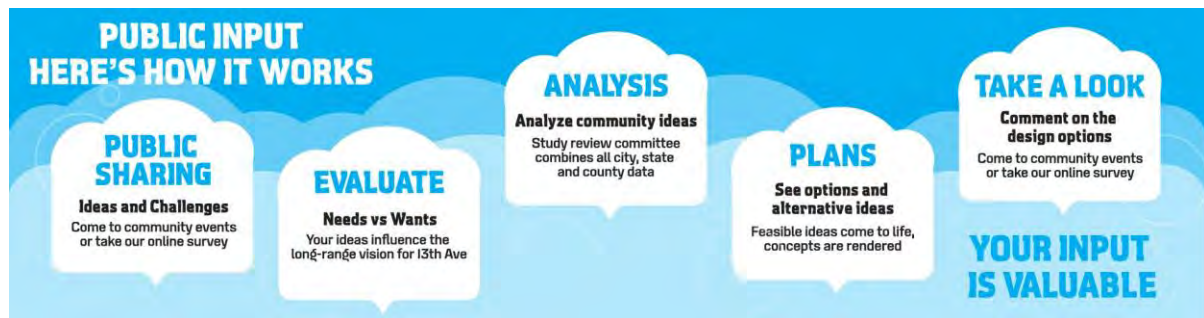 PUBLIC INPUT
HERE'S HOW IT WORKS
PUBLIC
SHARING
Ideas and Challenges
Come to community events
or take our online survey
EVALUATE
Needs vs Wants
Your ideas influence the
long-range vision for 13th Ave
ANALYSIS
Analyze community ideas
Study review committee
combines all city, state
and county data
PLANS
See options and
alternative ideas
Feasible ideas come to life,
concepts are rendered
TAKE A LOOK
Comment on the
design options
Come to community events
or take our online survey
YOUR INPUT
IS VALUABLE